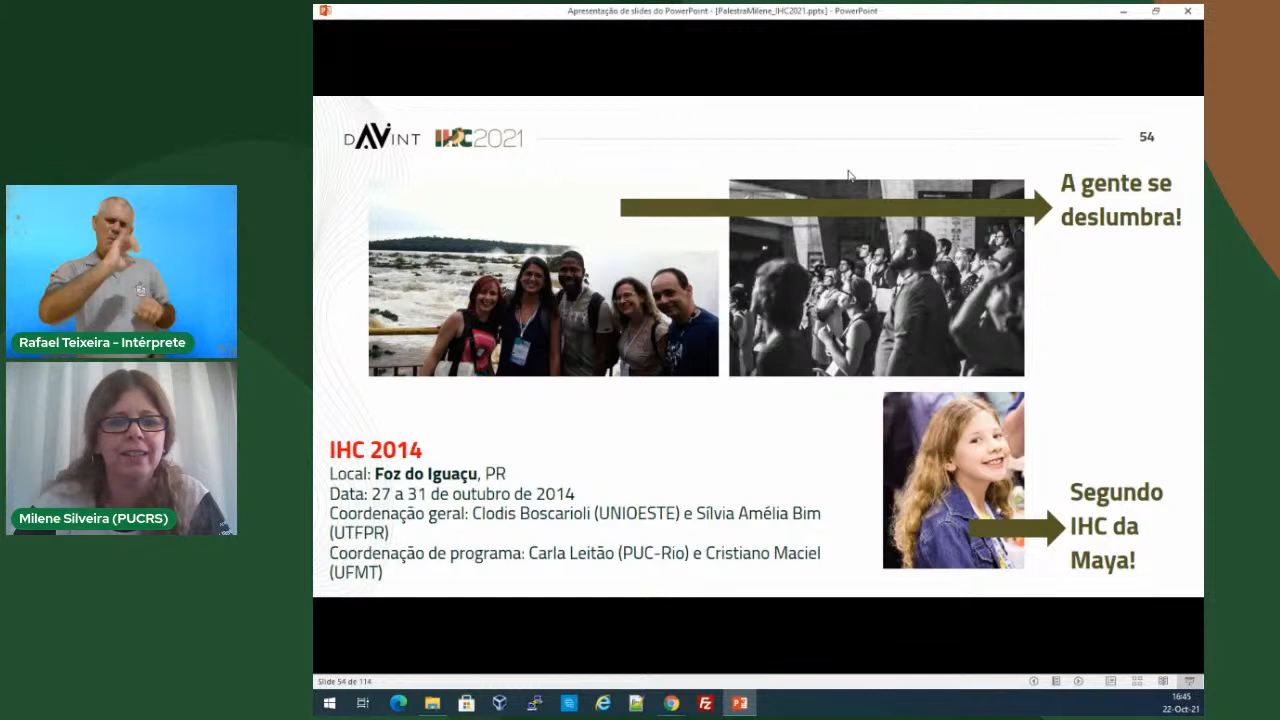 Apresentação de slides do PowerPoint - [PalestraMilene_IHC2021.pptx] - PowerPoint
DAVINT
IHC2021
54
A gente se
deslumbra!
Rafael Teixeira - Intérprete
Milene Silveira (PUCRS)
IHC 2014
Local: Foz do Iguaçu, PR
Data: 27 a 31 de outubro de 2014
Coordenação geral: Clodis Boscarioli (UNIOESTE) e Sílvia Amélia Bim
(UTFPR)
Coordenação de programa: Carla Leitão (PUC-Rio) e Cristiano Maciel
(UFMT)
Segundo
IHC da
Maya!
Slide 54 de 114
16:45
22-Oct-21